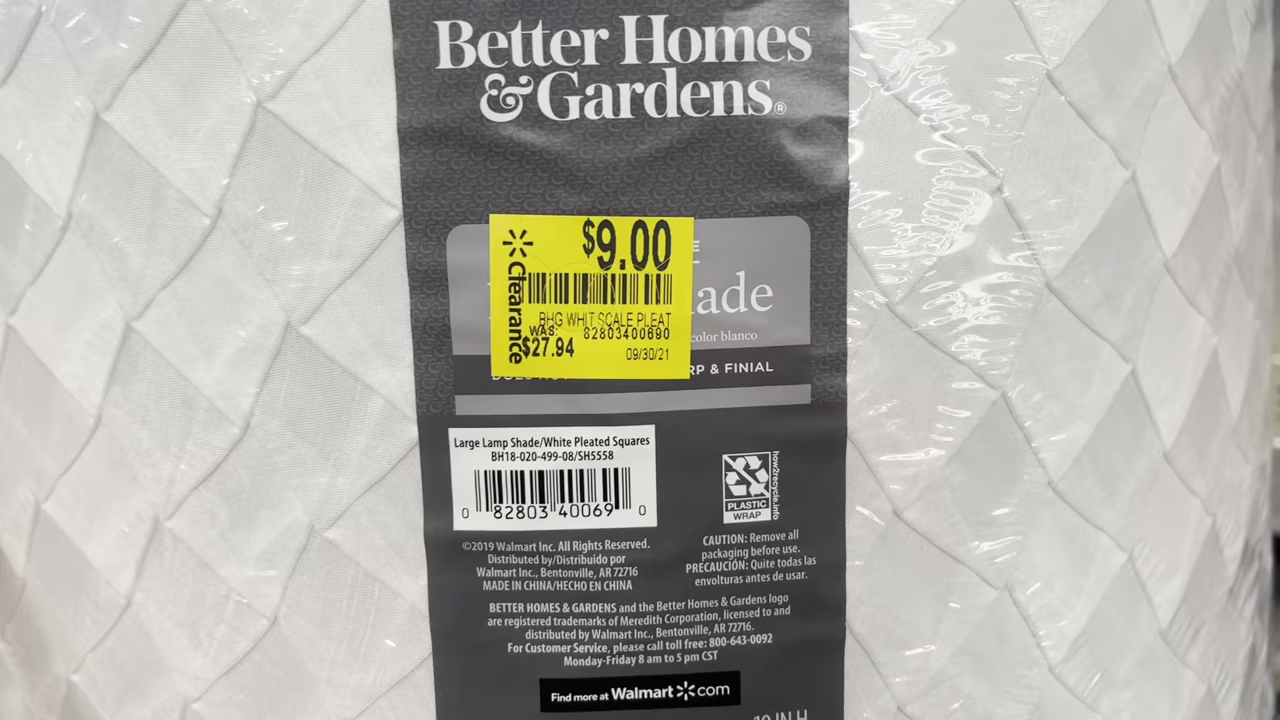 Better Homes
&Gardens®
$9.00
Clearance
BHG WHIT SCALE PLEAT
WAS:
82803400690
$27.94
09/30/21
ade
color blanco
RP & FINIAL
Large Lamp Shade/White Pleated Squares
BH18-020-499-08/SH5558
0 82803 40069 0
how2recycle.info
PLASTIC
WRAP
©2019 Walmart Inc. All Rights Reserved.
Distributed by/Distribuido por
Walmart Inc., Bentonville, AR 72716
MADE IN CHINA/HECHO EN CHINA
CAUTION: Remove all
packaging before use.
PRECAUCIÓN: Quite todas las
envolturas antes de usar.
BETTER HOMES & GARDENS and the Better Homes & Gardens logo
are registered trademarks of Meredith Corporation, licensed to and
distributed by Walmart Inc., Bentonville, AR 72716.
For Customer Service, please call toll free: 800-643-0092
Monday-Friday 8 am to 5 pm CST
Find more at Walmart.com